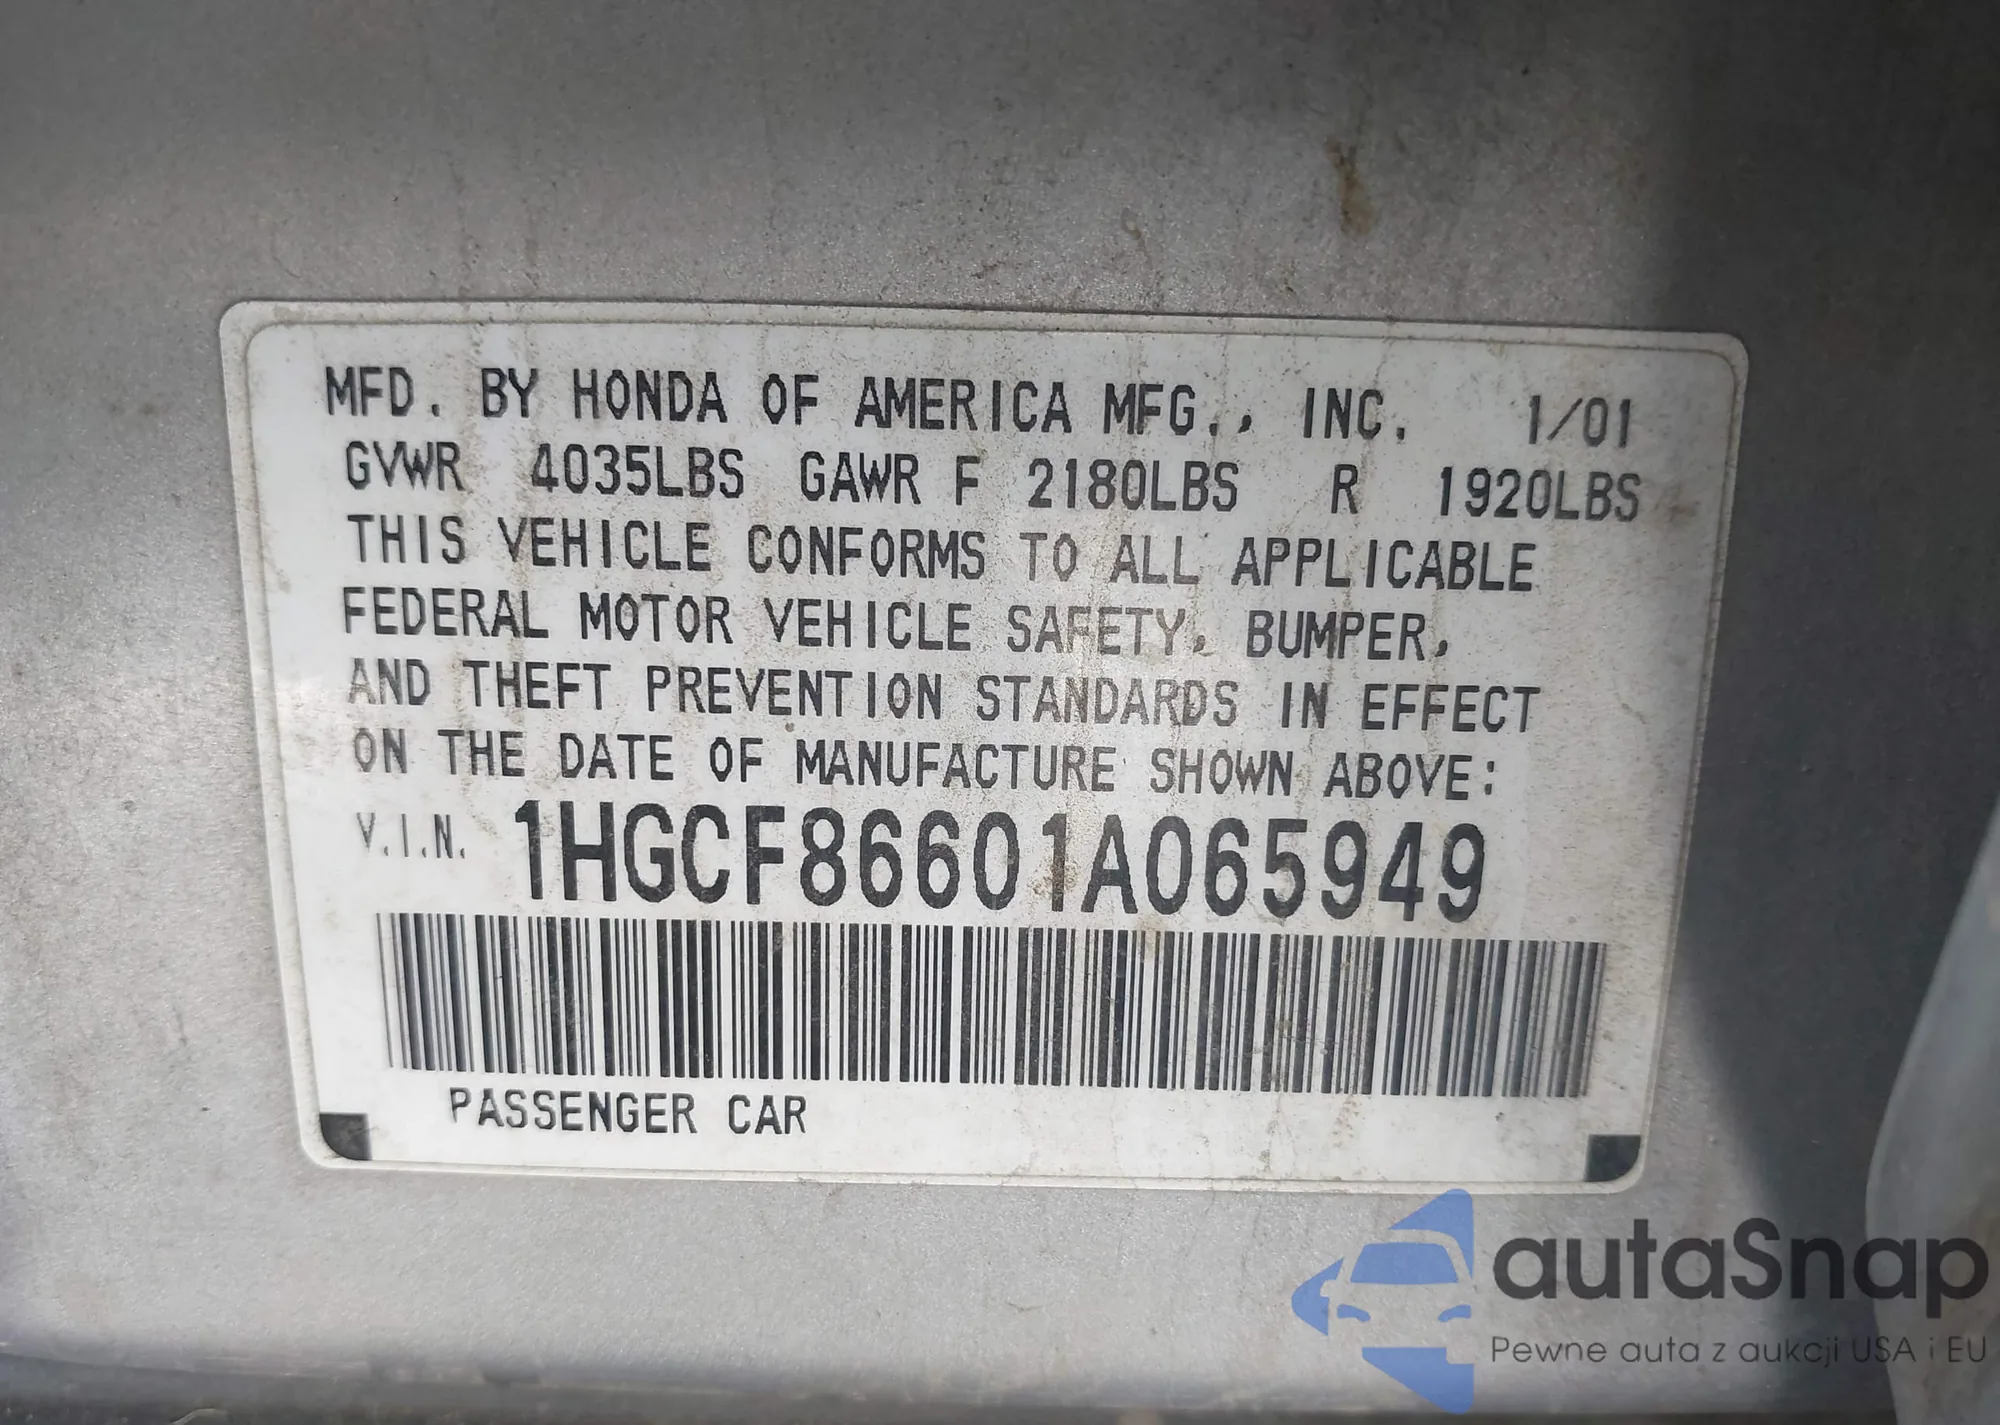 MFD. BY HONDA OF AMERICA MFG., INC. 1/01
GVWR 4035LBS GAWR F 2180LBS R 1920LBS
THIS VEHICLE CONFORMS TO ALL APPLICABLE
FEDERAL MOTOR VEHICLE SAFETY, BUMPER,
AND THEFT PREVENTION STANDARDS IN EFFECT
ON THE DATE OF MANUFACTURE SHOWN ABOVE:
V.I.N. 1HGCF86601A065949
PASSENGER CAR
autaSnap
Pewne auta z aukcji USA i EU